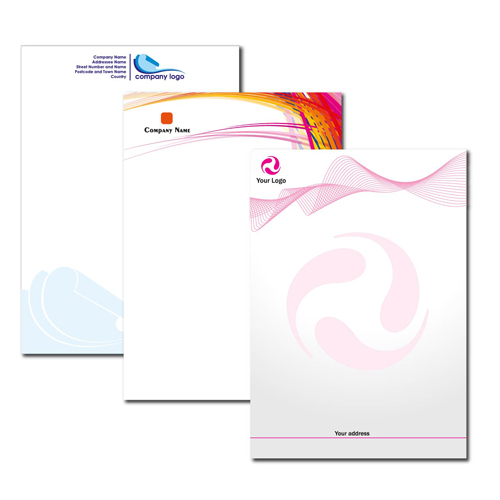 Company Name
Addressee Name
Street Number and Name
Postcode and Town Name
Country
company logo
Company Name
Your Logo
Your address